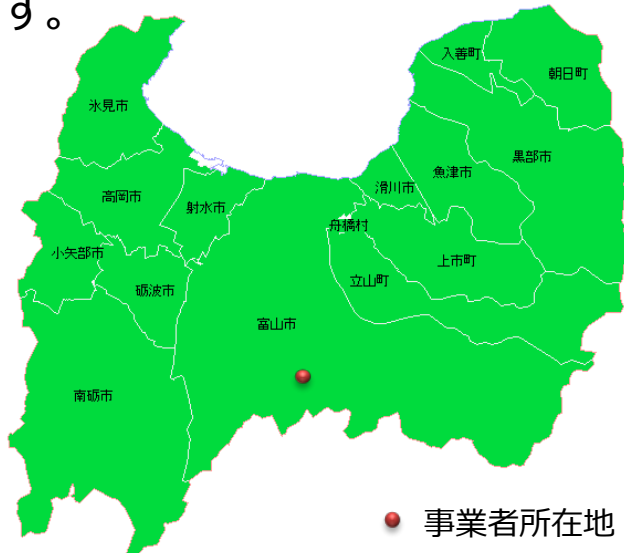 す。
入善町
朝日町
氷見市
黒部市
魚津市
滑川市
高岡市
射水市
舟橋村
小矢部市
上市町
立山町
砺波市
富山市
南砺市
事業者所在地